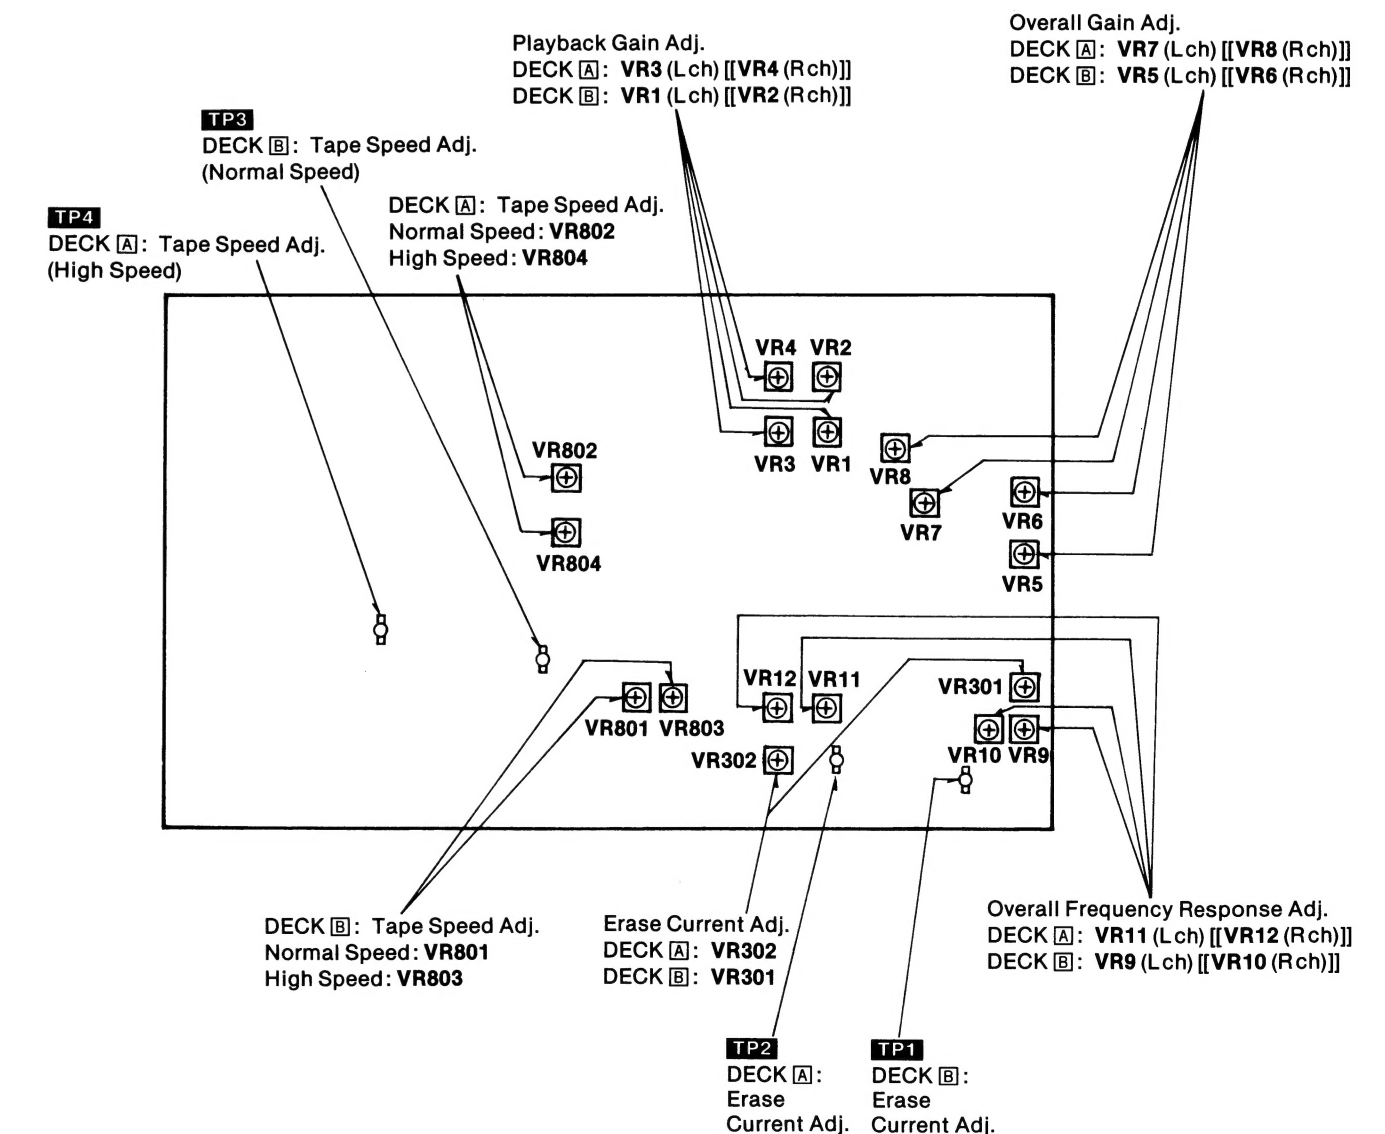 Overall Gain Adj.
DECK A: VR7 (Lch) [[VR8 (Rch)]]
DECK B: VR5 (Lch) [[VR6 (Rch)]]
Playback Gain Adj.
DECK A: VR3 (Lch) [[VR4 (Rch)]]
DECK B: VR1 (Lch) [[VR2 (Rch)]]
TP3
DECK B: Tape Speed Adj.
(Normal Speed)
TP4
DECK A: Tape Speed Adj.
(High Speed)
DECK A: Tape Speed Adj.
Normal Speed: VR802
High Speed: VR804
VR4 VR2
VR3 VR1
VR8
VR7
VR6
VR5
VR802
VR804
VR12 VR11
VR301
VR801 VR803
VR10 VR9
VR302
DECK B: Tape Speed Adj.
Normal Speed: VR801
High Speed: VR803
Erase Current Adj.
DECK A: VR302
DECK B: VR301
Overall Frequency Response Adj.
DECK A: VR11 (Lch) [[VR12 (Rch)]]
DECK B: VR9 (Lch) [[VR10 (Rch)]]
TP2
DECK A:
Erase
Current Adj.
TP1
DECK B:
Erase
Current Adj.